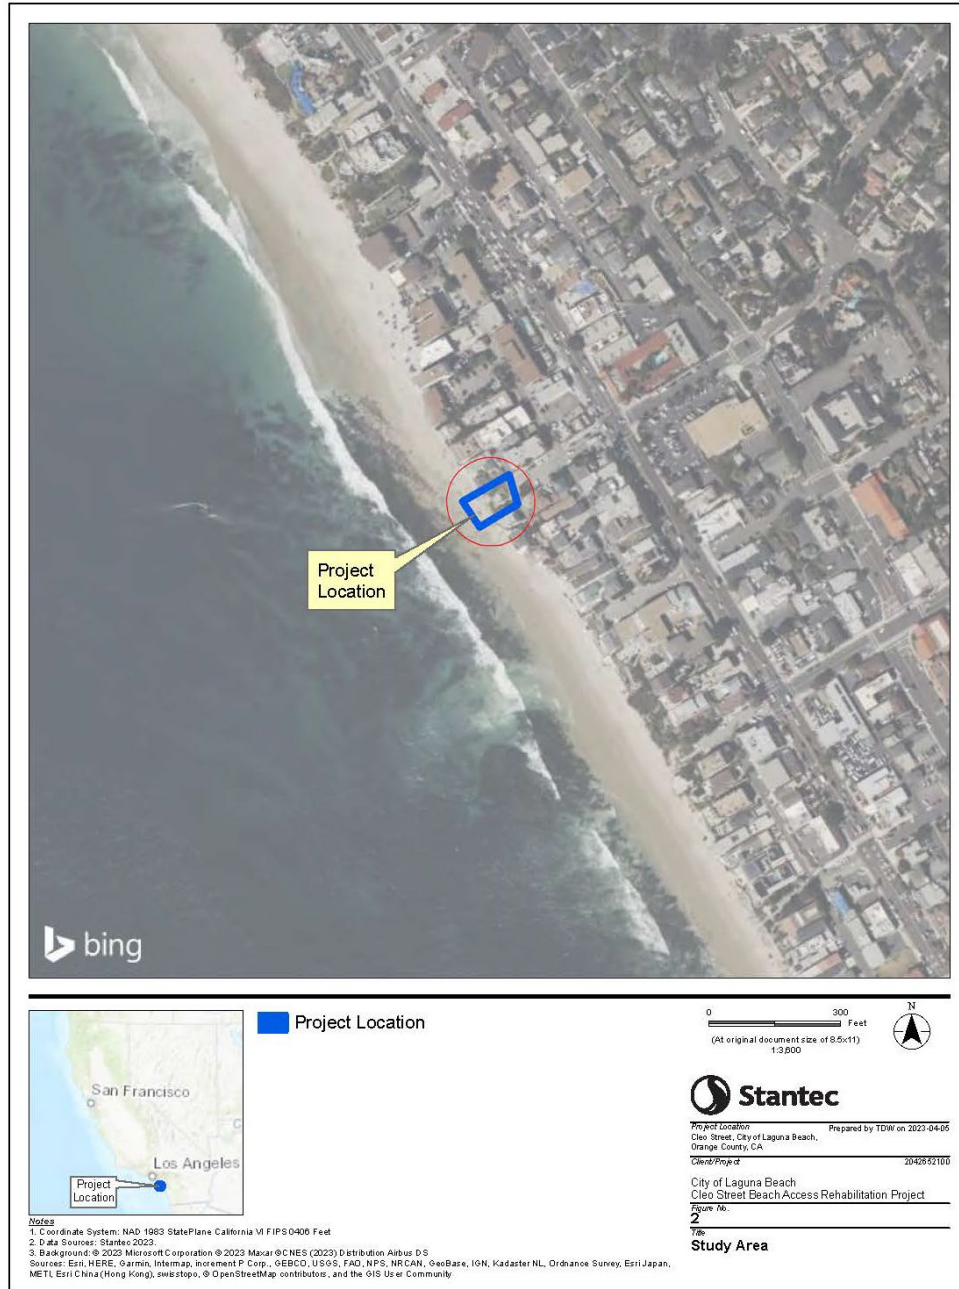 Project
Location
bing
Project Location
San Francisco
Los Angeles
Project
Location
0 300
Feet
(At original document size of 8.5x11)
1:3,600
N
Stantec
Project Location Prepared by TDW on 2023-04-05
Cleo Street, City of Laguna Beach,
Orange County, CA
Client/Project 2042652100
City of Laguna Beach
Cleo Street Beach Access Rehabilitation Project
Figure No.
2
Title
Study Area
Notes
1. Coordinate System: NAD 1983 StatePlane California VI FIPS 0406 Feet
2. Data Sources: Stantec 2023.
3. Background: © 2023 Microsoft Corporation © 2023 Maxar ©CNES (2023) Distribution Airbus DS
Sources: Esri, HERE, Garmin, Intermap, increment P Corp., GEBCO, USGS, FAO, NPS, NRCAN, GeoBase, IGN, Kadaster NL, Ordnance Survey, Esri Japan,
METI, Esri China (Hong Kong), swisstopo, © OpenStreetMap contributors, and the GIS User Community